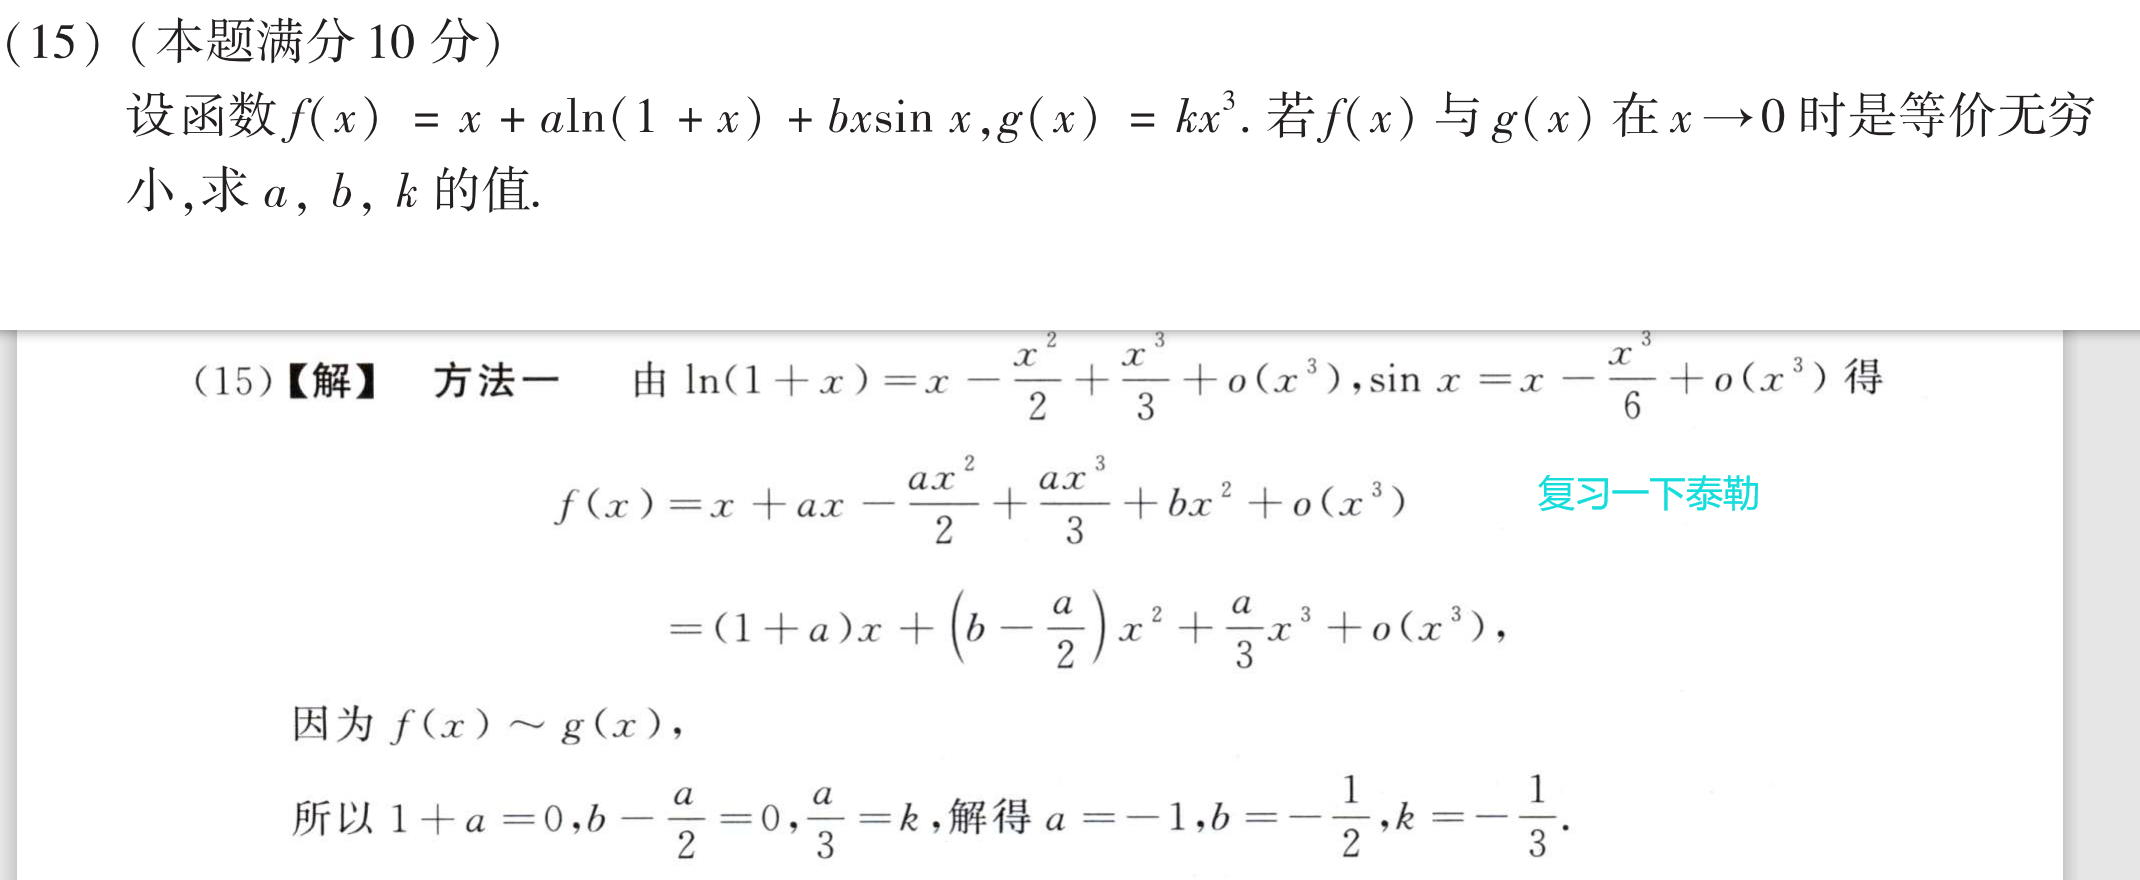 (15) (本题满分 10 分)
设函数 f(x) = x + aln(1 + x) + bxsin x, g(x) = kx³. 若 f(x) 与 g(x) 在 x→0 时是等价无穷
小,求 a, b, k 的值.
(15)【解】 方法一 由 ln(1+x)=x-x²/2+x³/3+o(x³),sin x=x-x³/6+o(x³) 得
f(x)=x+ax-ax²/2+ax³/3+bx²+o(x³)
复习一下泰勒
=(1+a)x+(b-a/2)x²+a/3x³+o(x³),
因为 f(x)~g(x),
所以 1+a=0,b-a/2=0,a/3=k,解得 a=-1,b=-1/2,k=-1/3.